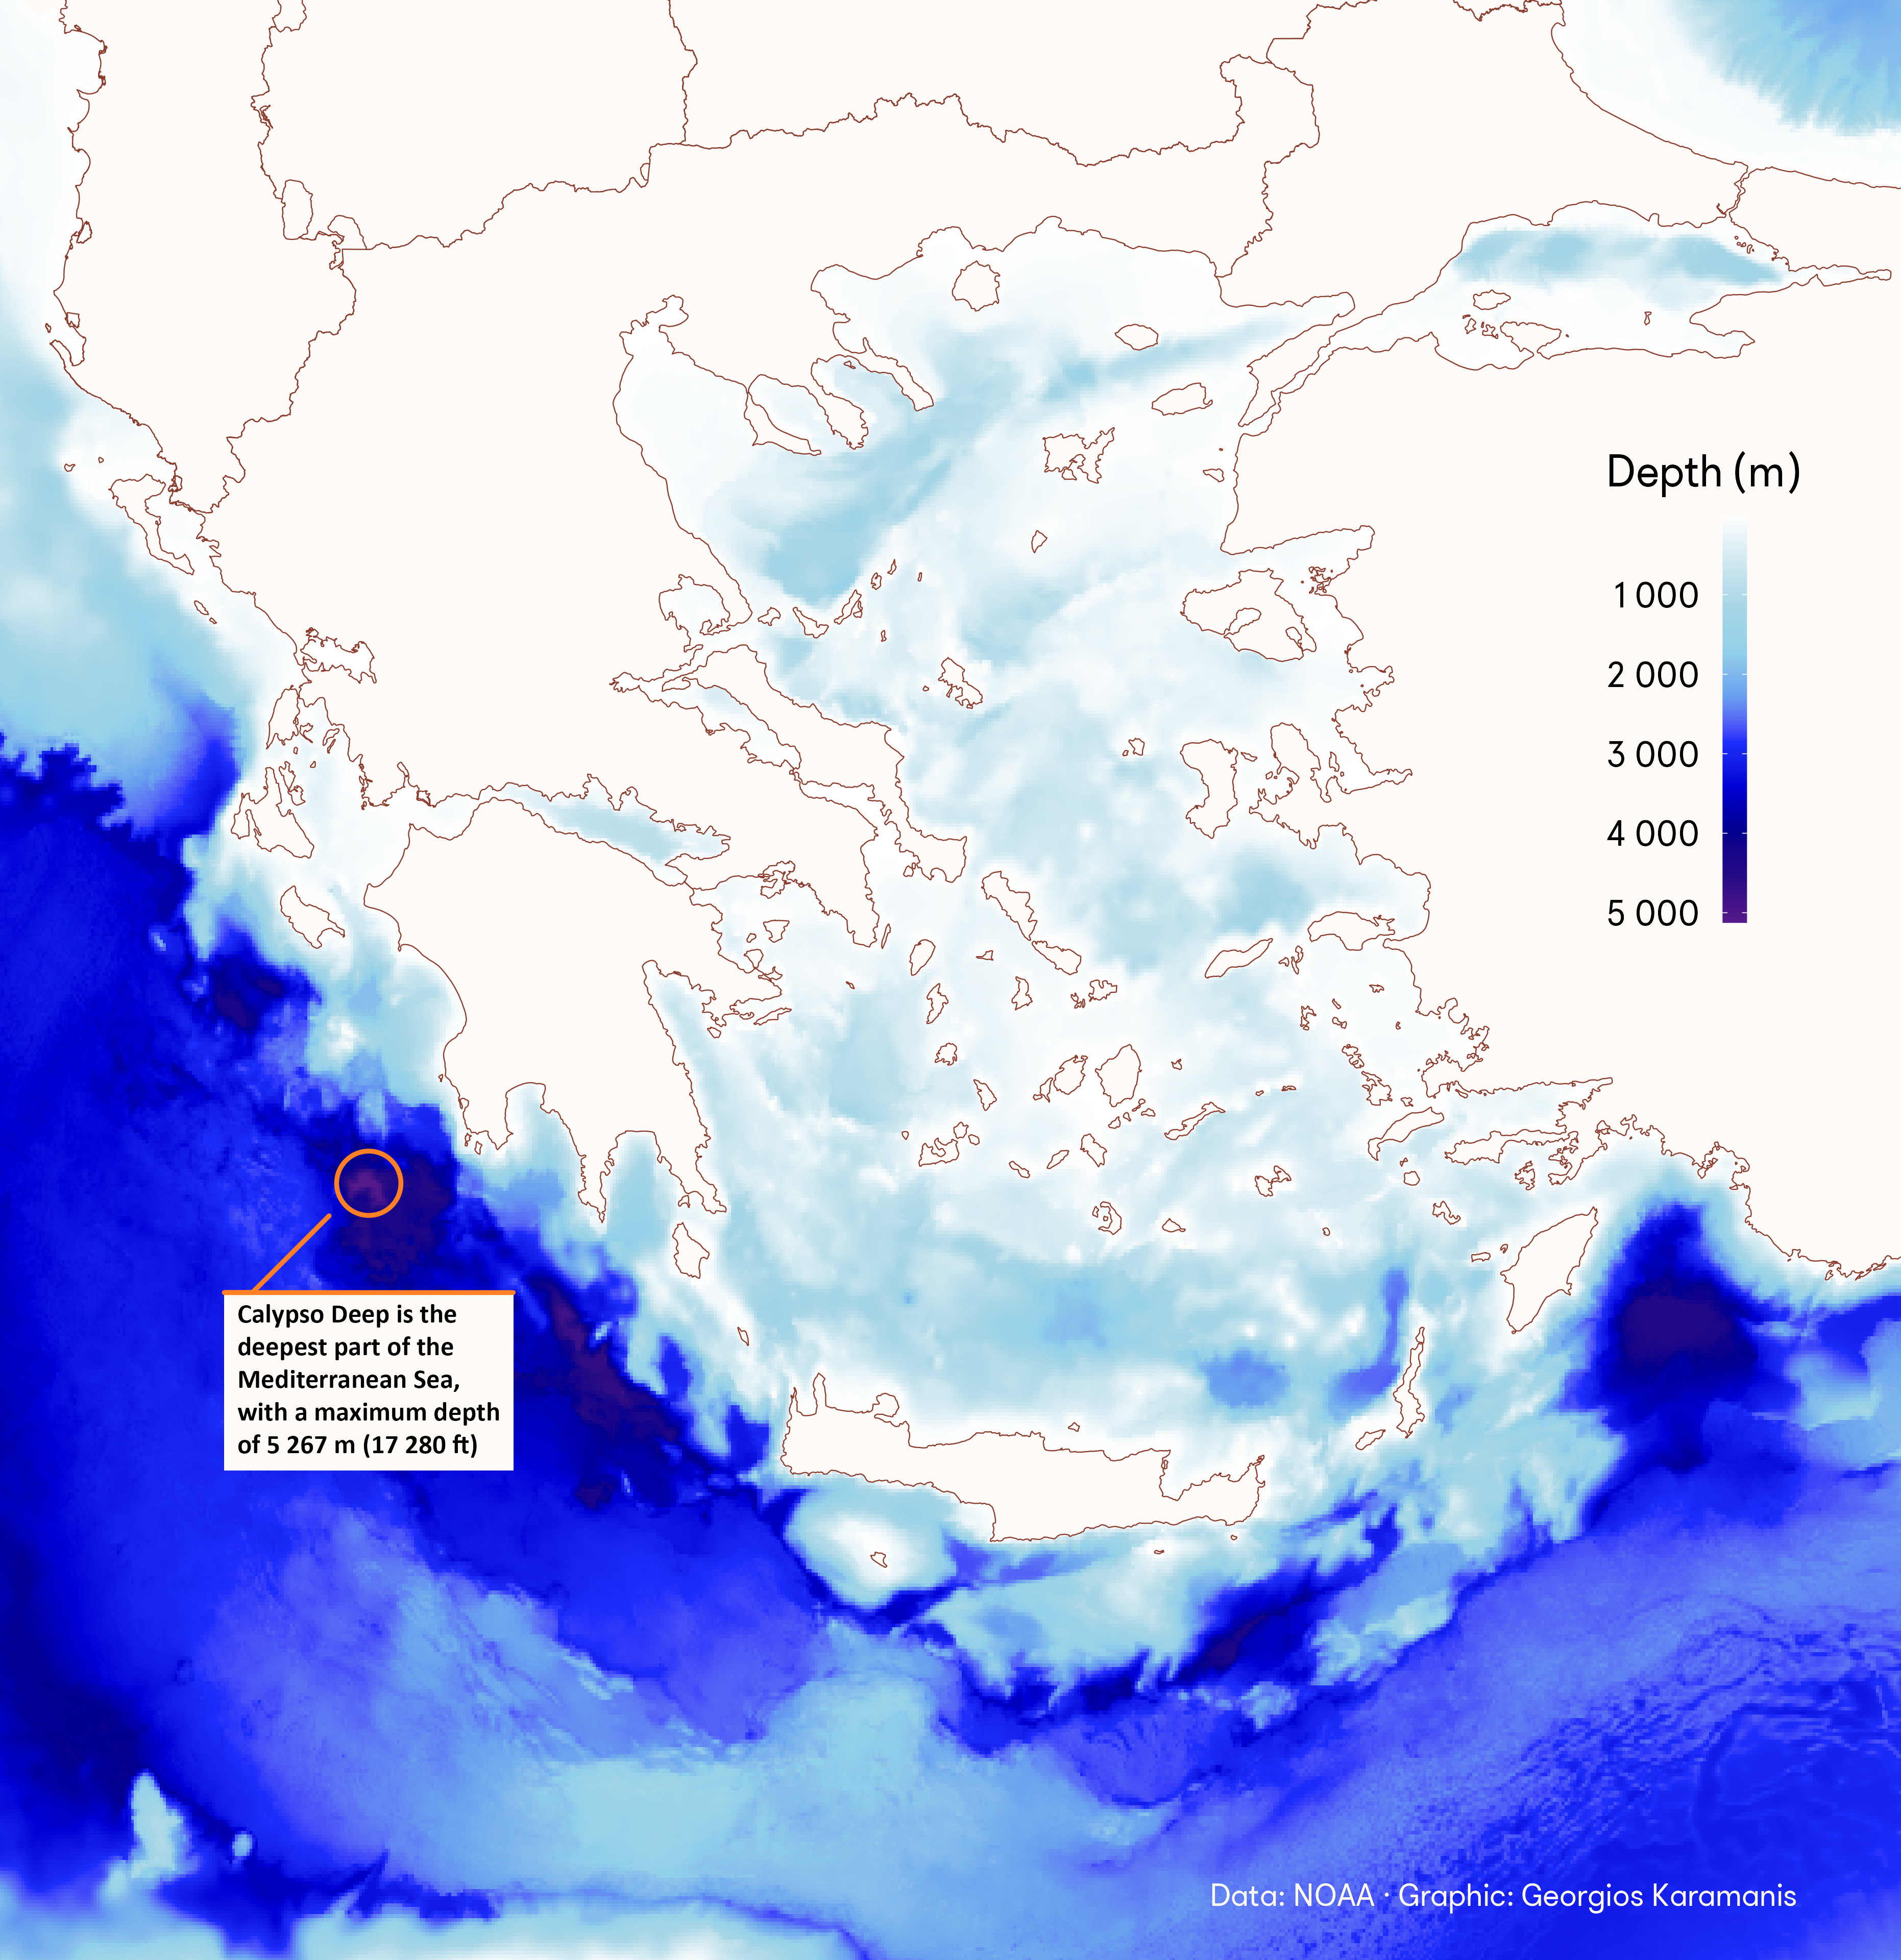 Depth (m)
1 000
2 000
3 000
4 000
5 000
Calypso Deep is the
deepest part of the
Mediterranean Sea,
with a maximum depth
of 5 267 m (17 280 ft)
Data: NOAA · Graphic: Georgios Karamanis